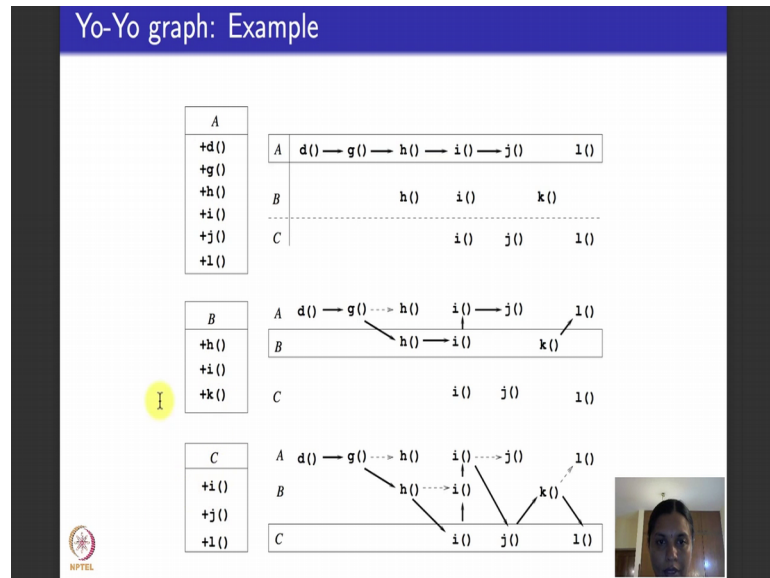 Yo-Yo graph: Example
A
+d()
+g()
+h()
+i()
+j()
+l()
A d() g() h() i() j() l()
B h() i() k()
C i() j() l()
B
+h()
+i()
+k()
A d() g() h() i() j() l()
B h() i() k()
C i() j() l()
C
+i()
+j()
+l()
A d() g() h() i() j() l()
B h() i() k()
C i() j() l()
NPTEL